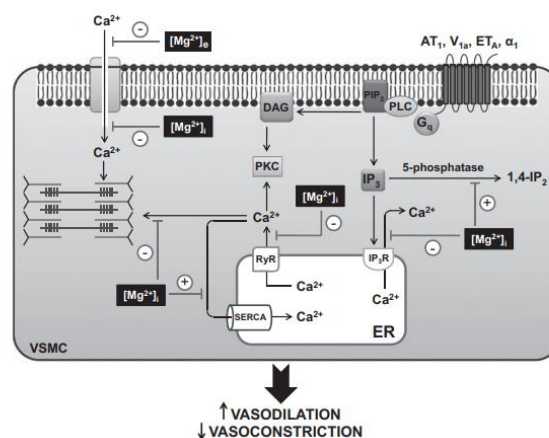 Ca²⁺
[Mg²⁺]e
−
AT₁, V₁ₐ, ET_A, α₁
DAG
PIP₂
PLC
Gq
[Mg²⁺]i
−
Ca²⁺
PKC
IP₃
5-phosphatase
1,4-IP₂
+
[Mg²⁺]i
−
Ca²⁺
Ca²⁺
[Mg²⁺]i
−
RyR
IP₃R
−
[Mg²⁺]i
+
Ca²⁺
Ca²⁺
SERCA
Ca²⁺
ER
VSMC
↑ VASODILATION
↓ VASOCONSTRICTION